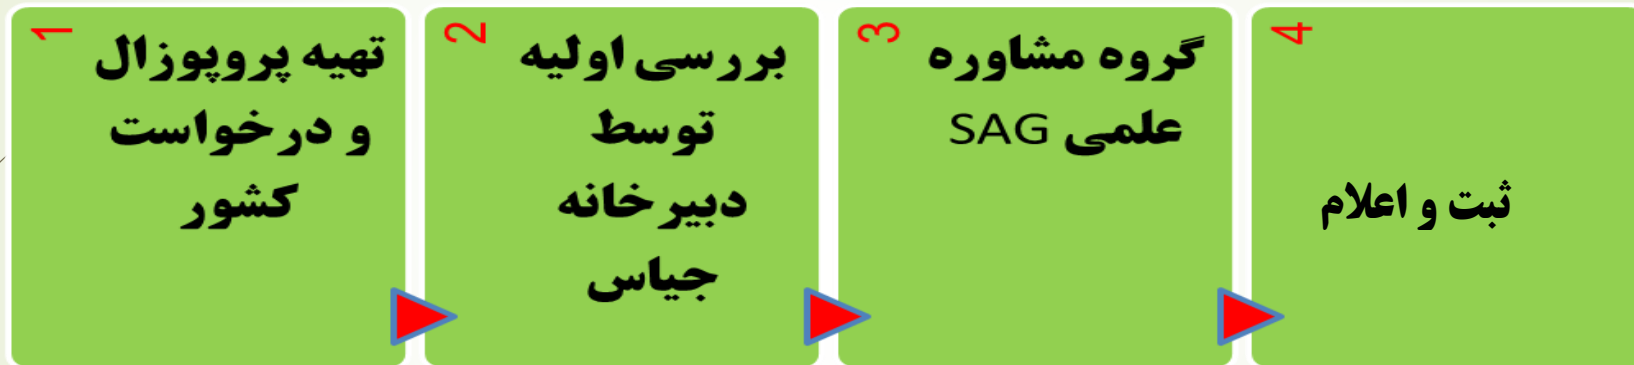 1
تهیه پروپوزال
و درخواست
کشور
2
بررسی اولیه
توسط
دبیرخانه
جیاس
3
گروه مشاوره
علمی SAG
4
ثبت و اعلام